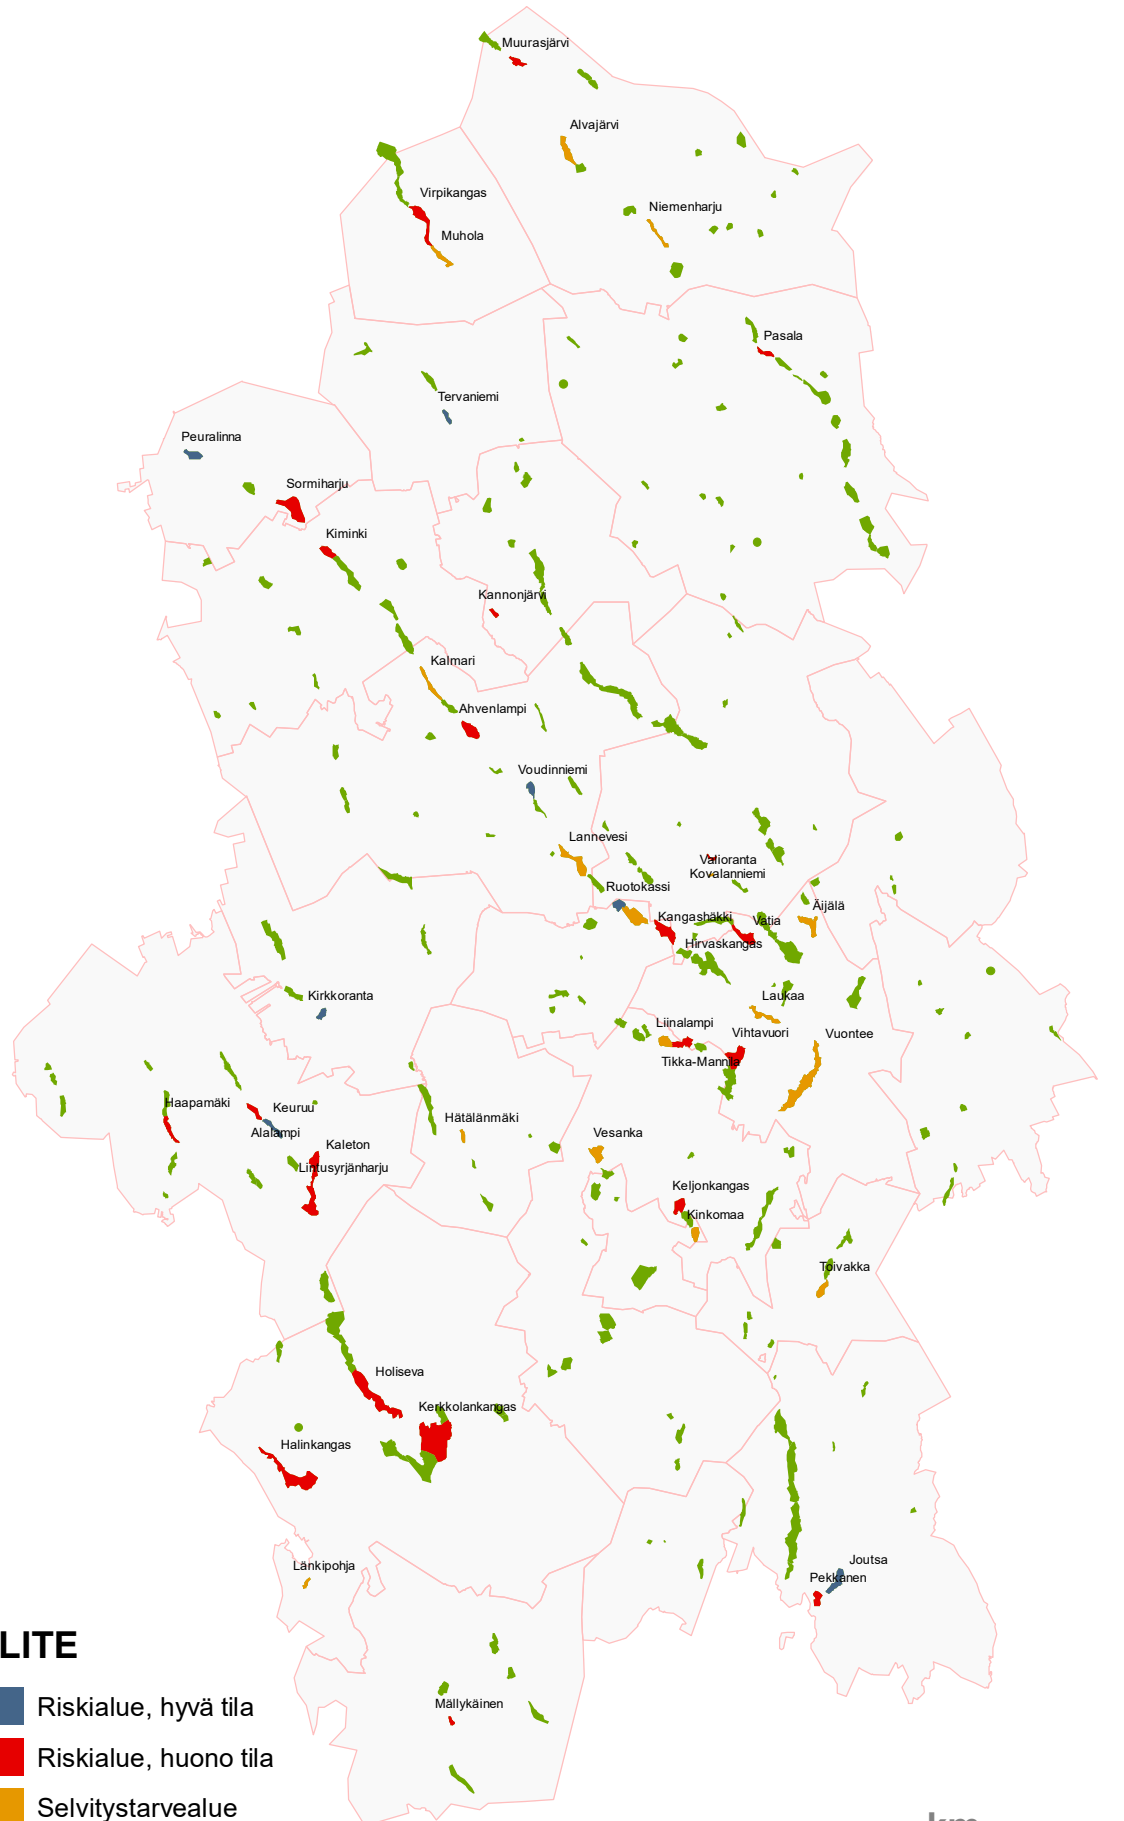 Muurasjärvi
Alvajärvi
Virpikangas
Niemenharju
Muhola
Pasala
Tervaniemi
Peuralinna
Sormiharju
Kiminki
Kannonjärvi
Kalmari
Ahvenlampi
Voudinniemi
Lannevesi
Valioranta
Kovalanniemi
Ruotokassi
Äijälä
Kangashäkki
Vatia
Hirvaskangas
Kirkkoranta
Laukaa
Liinalampi
Vihtavuori
Vuontee
Tikka-Mannila
Haapamäki
Keuruu
Hätälänmäki
Alalampi
Vesanka
Kaleton
Lintusyrjänharju
Keljonkangas
Kinkomaa
Toivakka
Holiseva
Kerkkolankangas
Halinkangas
Joutsa
Länkipohja
Pekkanen
Mällykäinen
LITE
Riskialue, hyvä tila
Riskialue, huono tila
Selvitystarvealue